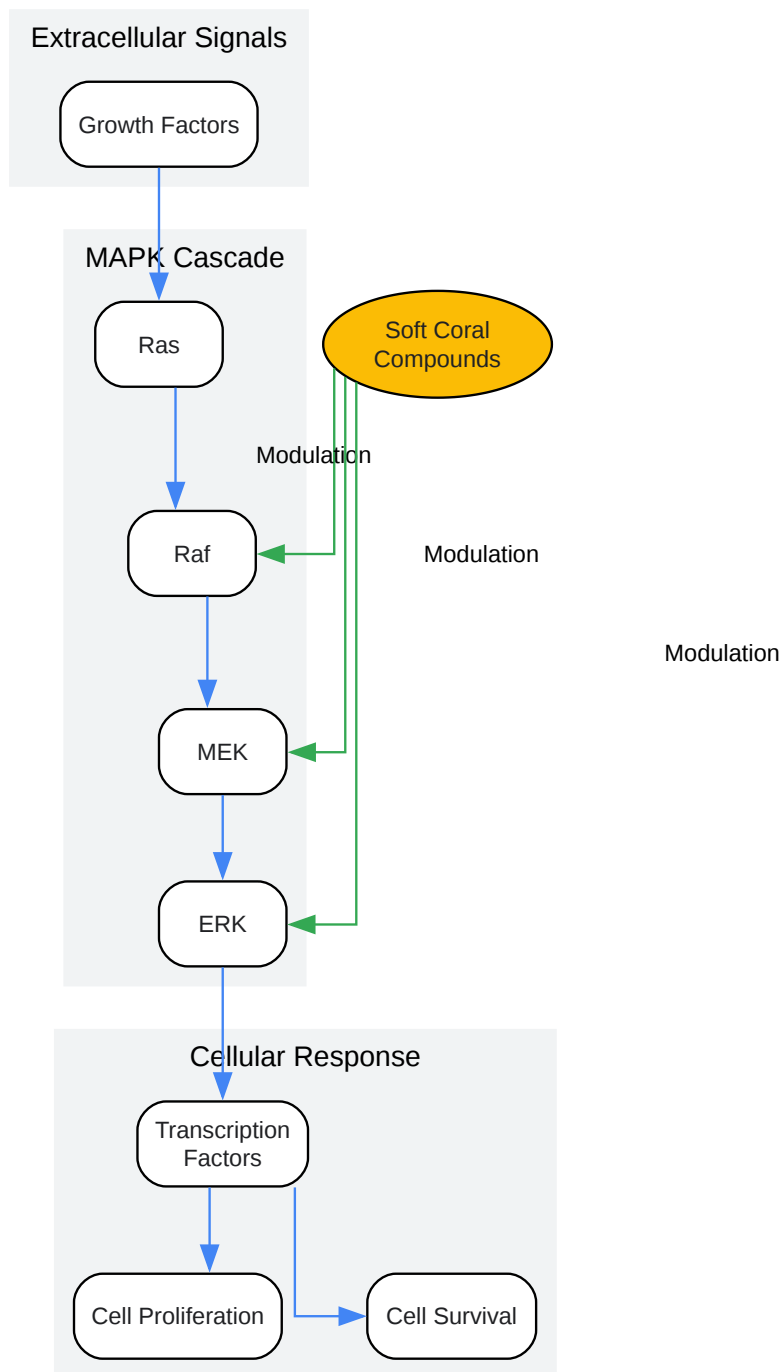 Extracellular Signals
Growth Factors
MAPK Cascade
Ras
Soft Coral
Compounds
Modulation
Raf
Modulation
Modulation
MEK
ERK
Cellular Response
Transcription
Factors
Cell Proliferation
Cell Survival